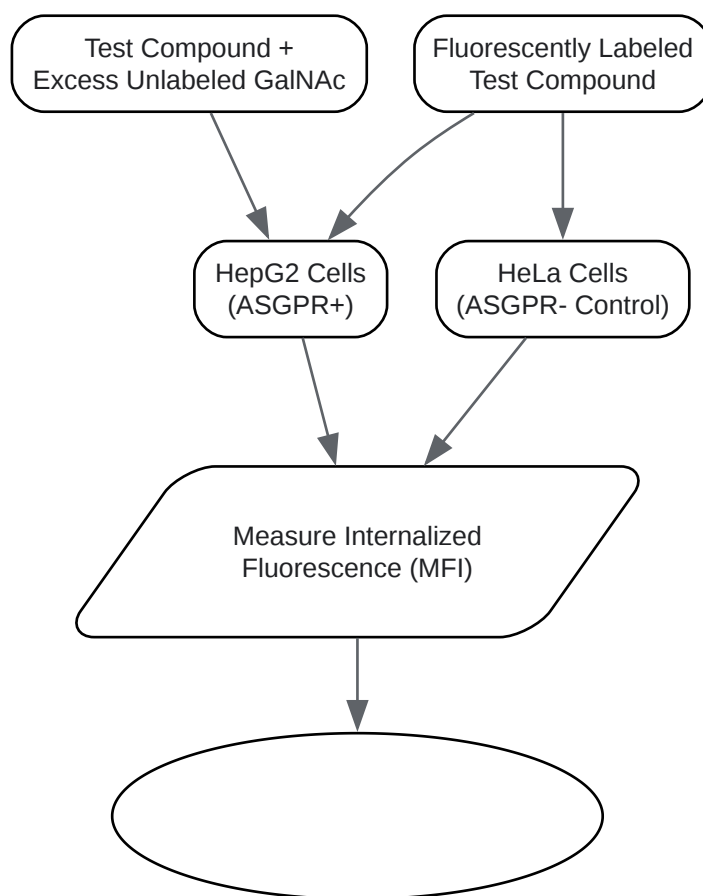 Test Compound +
Excess Unlabeled GalNAc
Fluorescently Labeled
Test Compound
HepG2 Cells
(ASGPR+)
HeLa Cells
(ASGPR- Control)
Measure Internalized
Fluorescence (MFI)